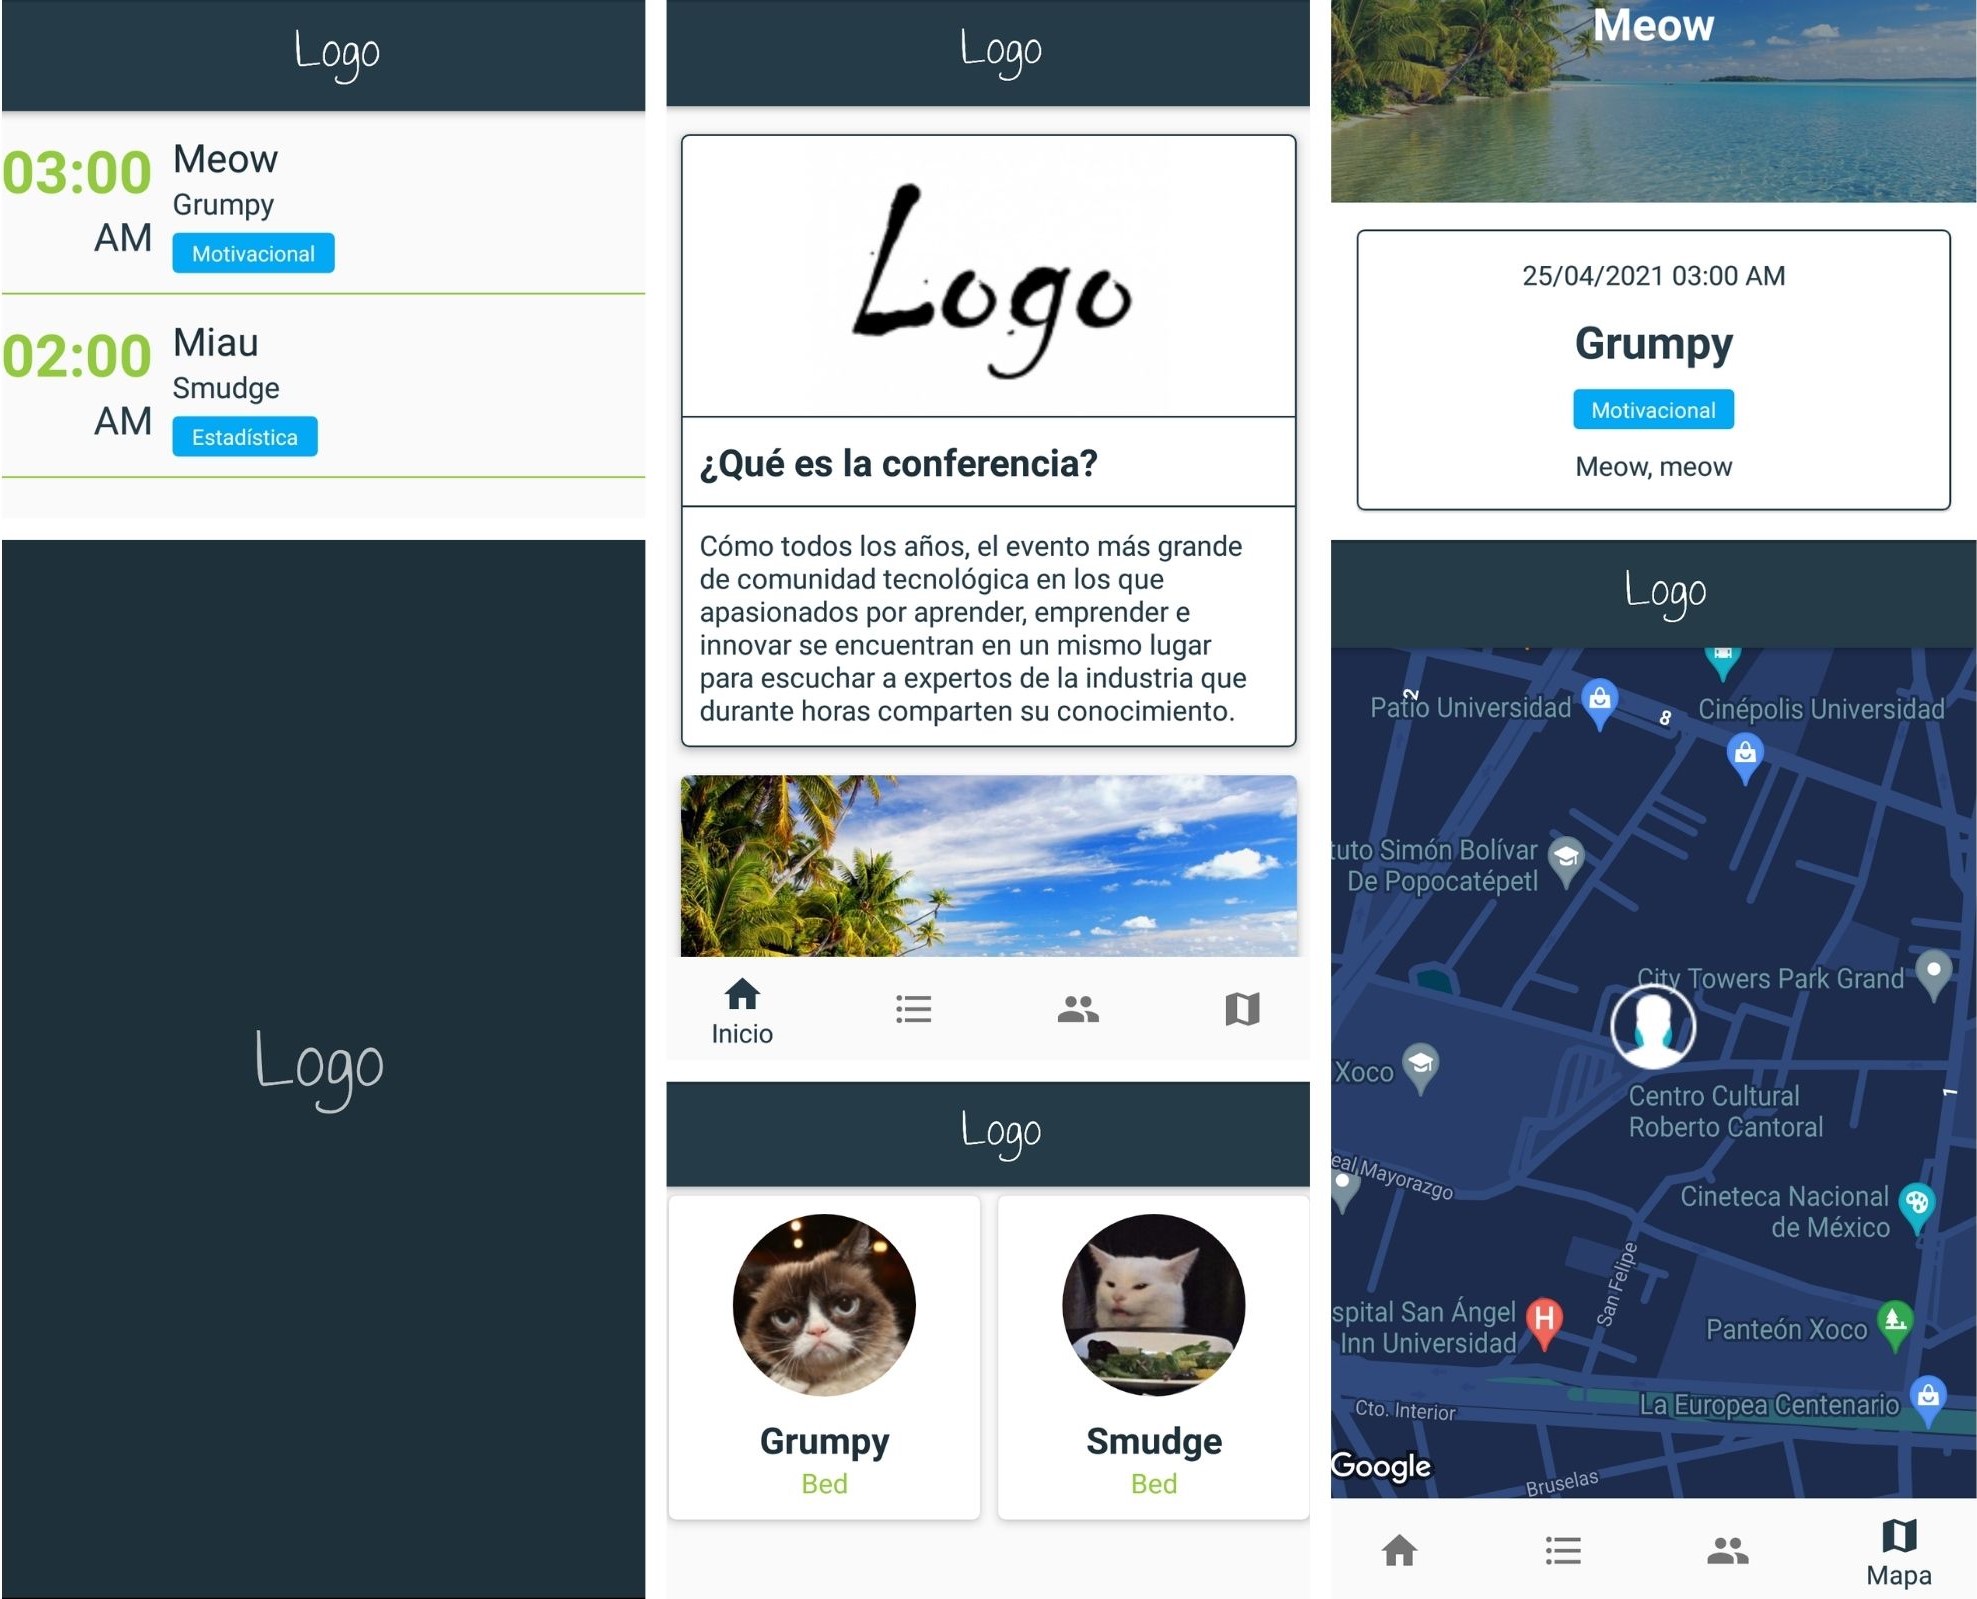 Logo
03:00
AM
Meow
Grumpy
Motivacional
02:00
AM
Miau
Smudge
Estadística
Logo
Logo
Logo
¿Qué es la conferencia?
Cómo todos los años, el evento más grande
de comunidad tecnológica en los que
apasionados por aprender, emprender e
innovar se encuentran en un mismo lugar
para escuchar a expertos de la industria que
durante horas comparten su conocimiento.
Inicio
Logo
Grumpy
Bed
Smudge
Bed
Meow
25/04/2021 03:00 AM
Grumpy
Motivacional
Meow, meow
Logo
2
Patio Universidad
8
Cinépolis Universidad
tuto Simón Bolívar
De Popocatépetl
City Towers Park Grand
Xoco
Centro Cultural
Roberto Cantoral
1
eal Mayorazgo
Cineteca Nacional
de México
San Felipe
spital San Ángel
Inn Universidad
H
Panteón Xoco
La Europea Centenario
Cto. Interior
Google
Bruselas
Mapa